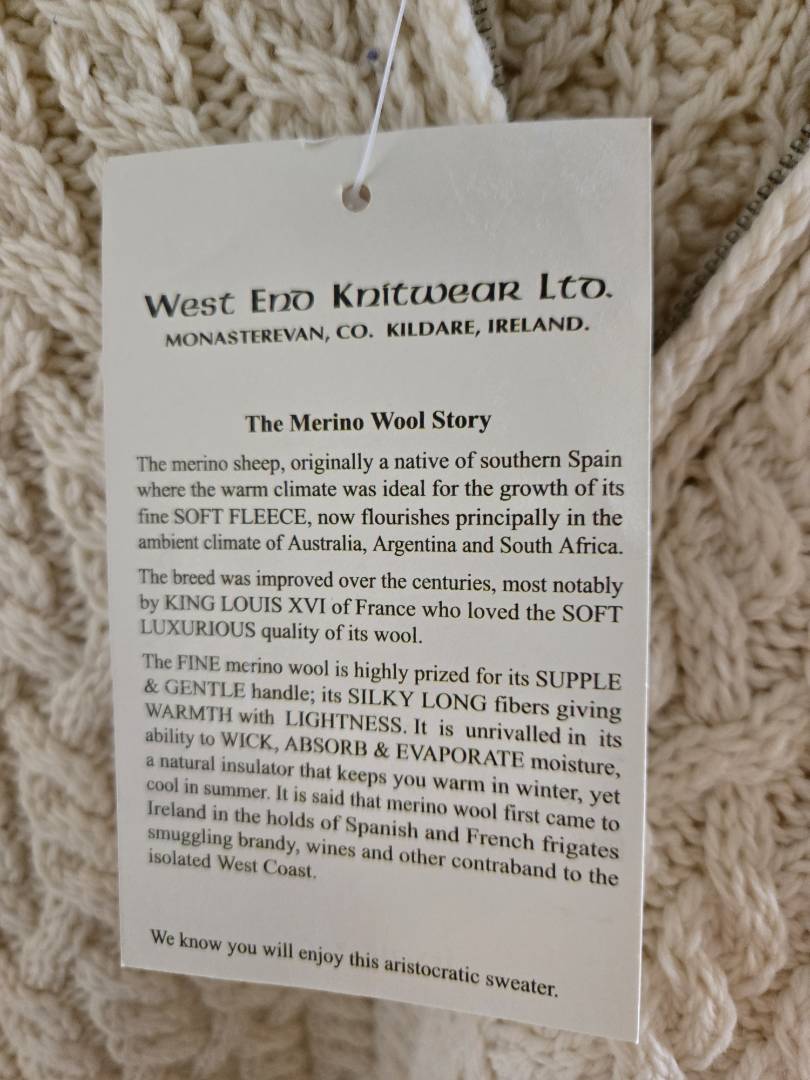 West End Knitwear Ltd.
MONASTEREVAN, CO. KILDARE, IRELAND.
The Merino Wool Story
The merino sheep, originally a native of southern Spain
where the warm climate was ideal for the growth of its
fine SOFT FLEECE, now flourishes principally in the
ambient climate of Australia, Argentina and South Africa.
The breed was improved over the centuries, most notably
by KING LOUIS XVI of France who loved the SOFT
LUXURIOUS quality of its wool.
The FINE merino wool is highly prized for its SUPPLE
& GENTLE handle; its SILKY LONG fibers giving
WARMTH with LIGHTNESS. It is unrivalled in its
ability to WICK, ABSORB & EVAPORATE moisture,
a natural insulator that keeps you warm in winter, yet
cool in summer. It is said that merino wool first came to
Ireland in the holds of Spanish and French frigates
smuggling brandy, wines and other contraband to the
isolated West Coast.
We know you will enjoy this aristocratic sweater.